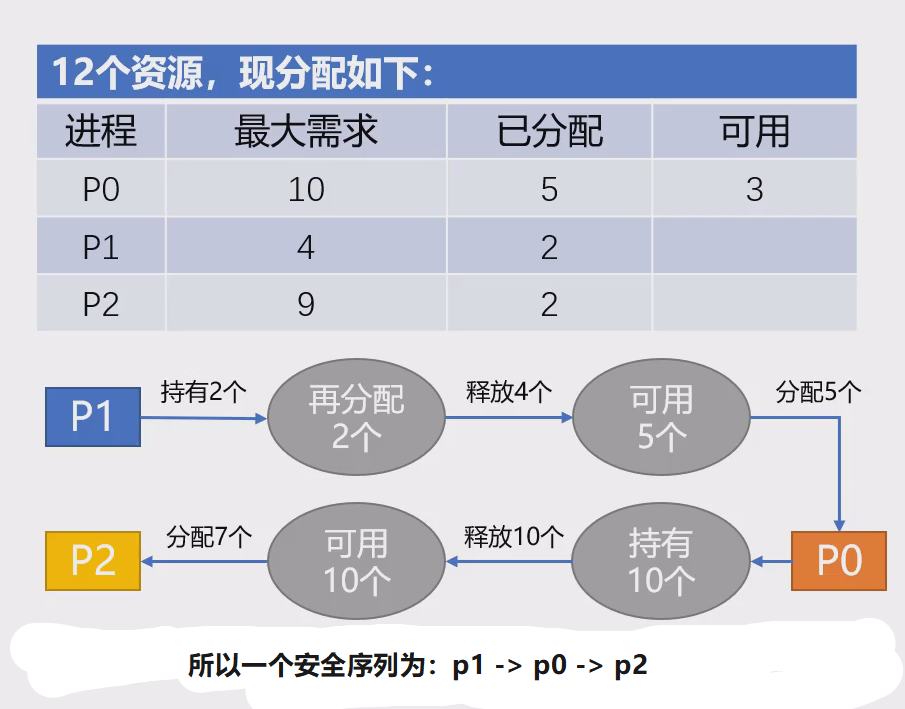 12个资源，现分配如下：
进程 最大需求 已分配 可用
P0 10 5 3
P1 4 2
P2 9 2
P1 持有2个 再分配 2个 释放4个 可用 5个 分配5个
P2 分配7个 可用 10个 释放10个 持有 10个 P0
所以一个安全序列为：p1 -> p0 -> p2